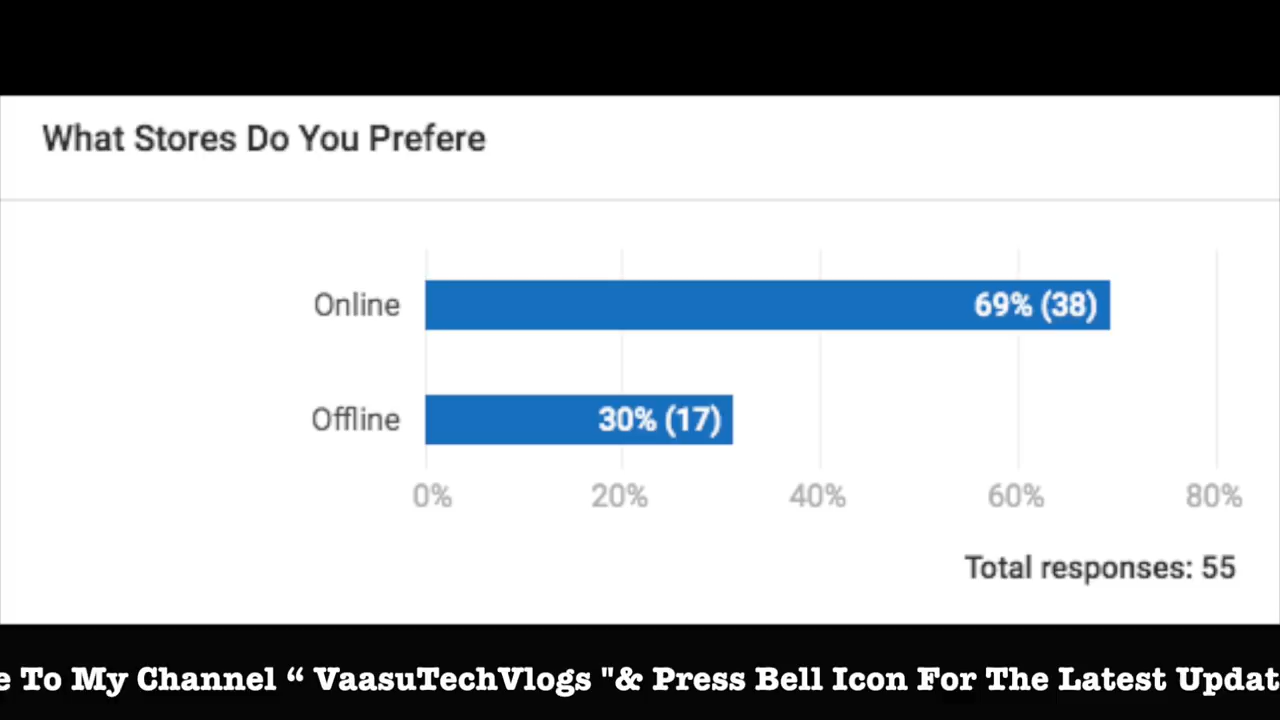 What Stores Do You Prefere
Online 69% (38)
Offline 30% (17)
0% 20% 40% 60% 80%
Total responses: 55
To My Channel “ VaasuTechVlogs "& Press Bell Icon For The Latest